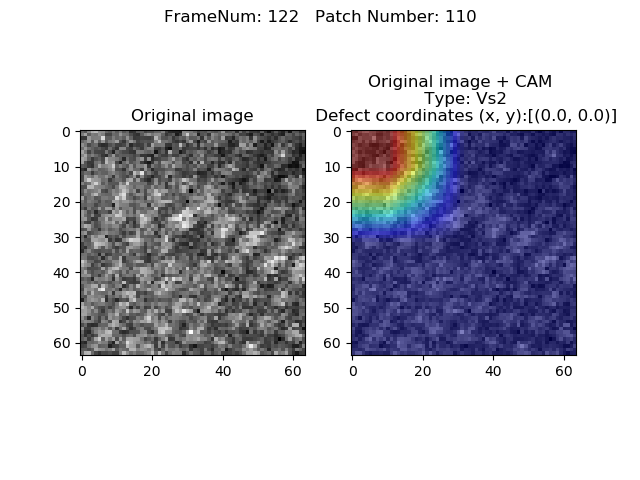 FrameNum: 122   Patch Number: 110
Original image
0
10
20
30
40
50
60
0 20 40 60
Original image + CAM
Type: Vs2
Defect coordinates (x, y):[(0.0, 0.0)]
0
10
20
30
40
50
60
0 20 40 60